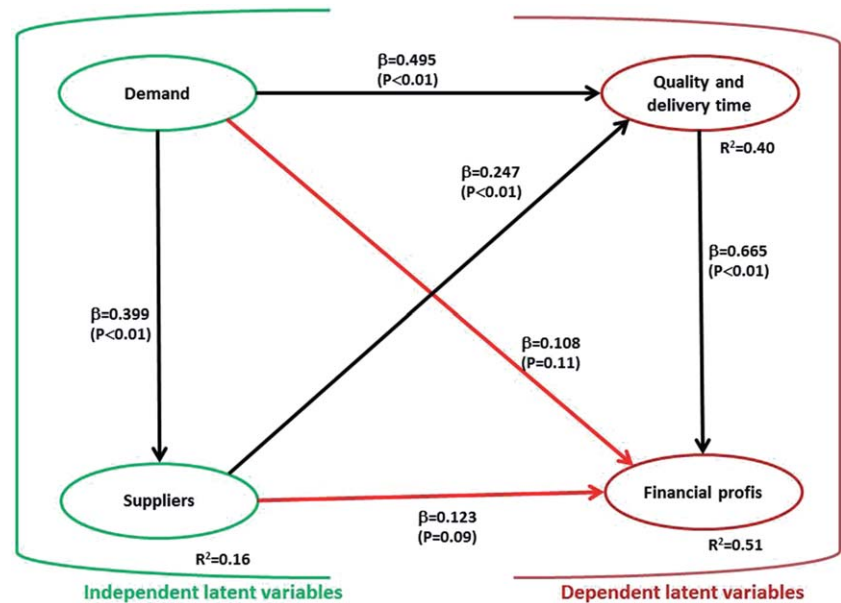 β=0.495
(P<0.01)
Demand
Quality and
delivery time
R²=0.40
β=0.247
(P<0.01)
β=0.665
(P<0.01)
β=0.399
(P<0.01)
β=0.108
(P=0.11)
Suppliers
Financial profis
β=0.123
(P=0.09)
R²=0.16
R²=0.51
Independent latent variables
Dependent latent variables